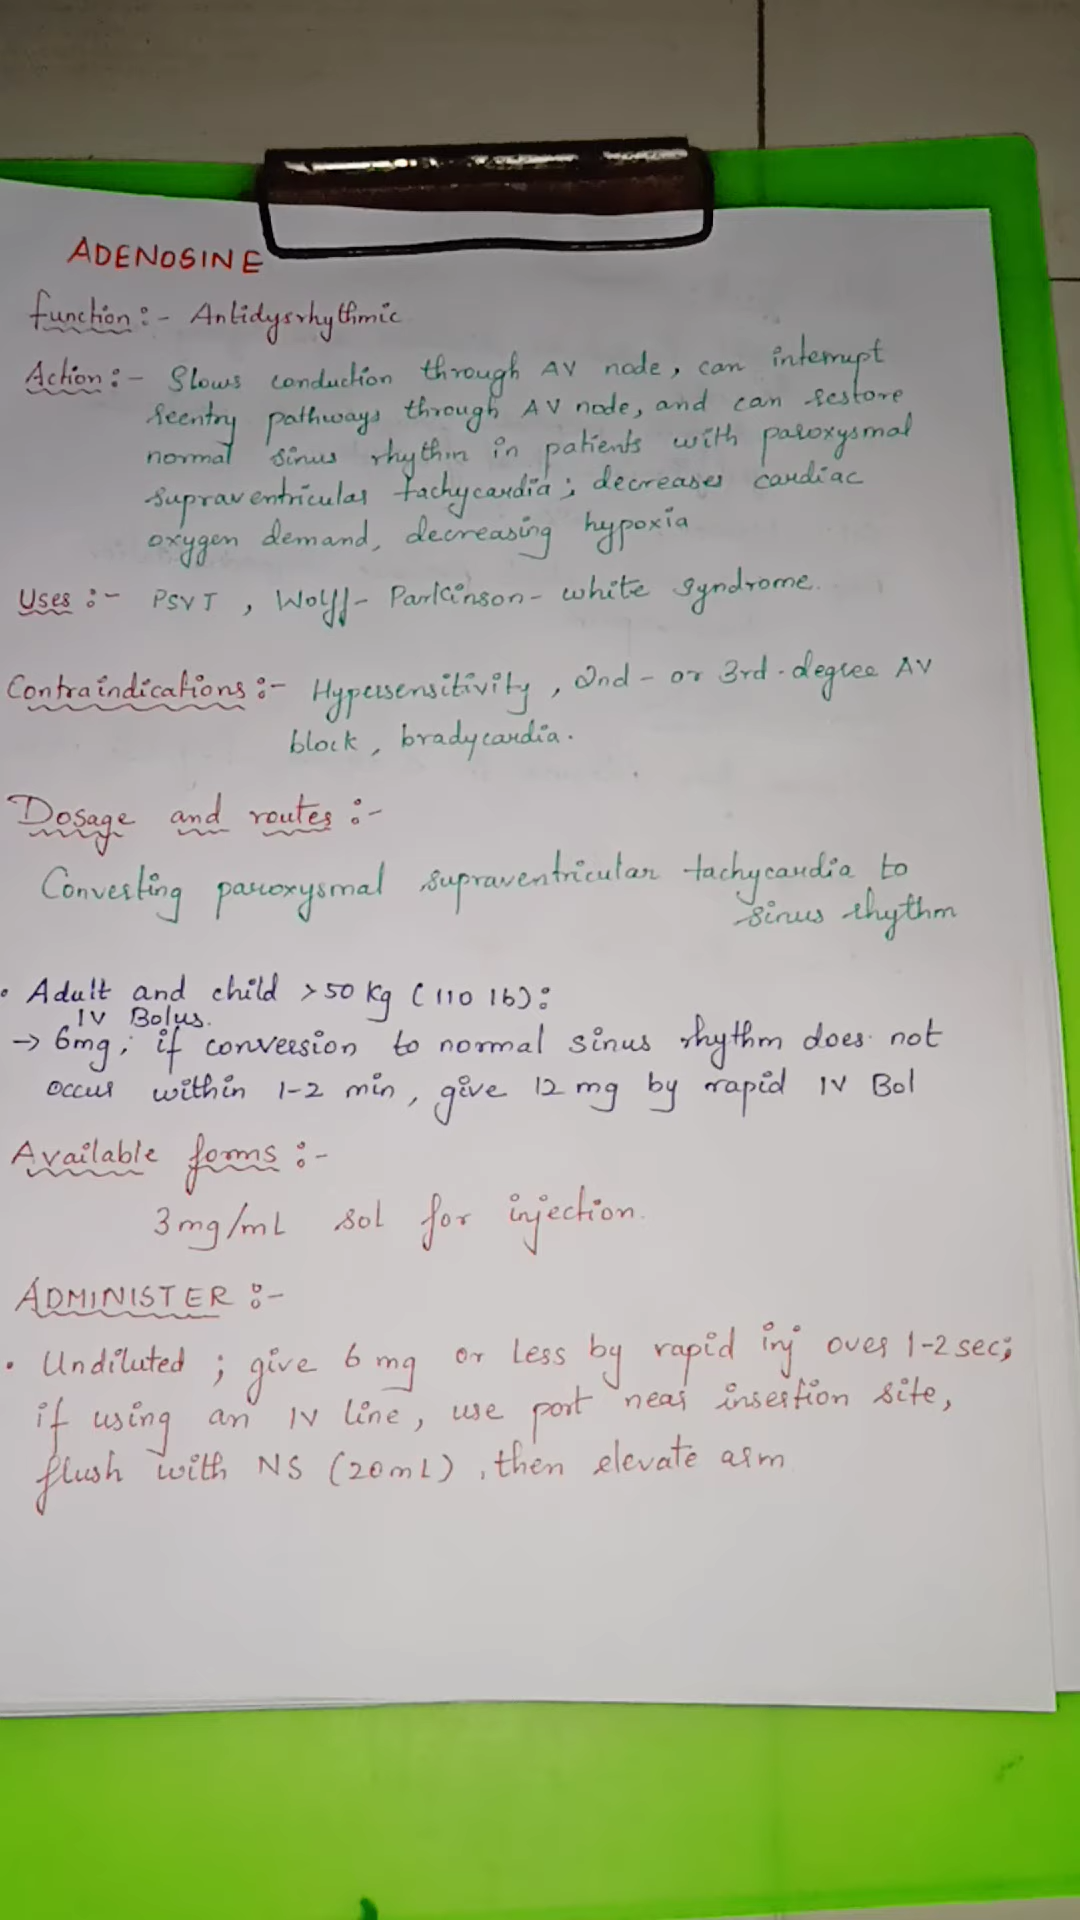 ADENOSINE
Function:- Antidysrhythmic
Action:- Slows conduction through AV node, can interrupt
reentry pathways through AV node, and can restore
normal sinus rhythm in patients with paroxysmal
supraventricular tachycardia; decreases cardiac
oxygen demand, decreasing hypoxia
Uses:- PSVT, Wolff-Parkinson-white syndrome.
Contraindications:- Hypersensitivity, 2nd- or 3rd-degree AV
block, bradycardia.
Dosage and routes:-
Converting paroxysmal supraventricular tachycardia to
sinus rhythm
• Adult and child >50 kg (110 lb):
IV Bolus.
→ 6mg; if conversion to normal sinus rhythm does not
occur within 1-2 min, give 12 mg by rapid IV Bol
Available forms:-
3mg/mL sol for injection.
ADMINISTER:-
• Undiluted; give 6 mg or less by rapid inj over 1-2 sec;
if using an IV line, use port near insertion site,
flush with NS (20mL), then elevate arm